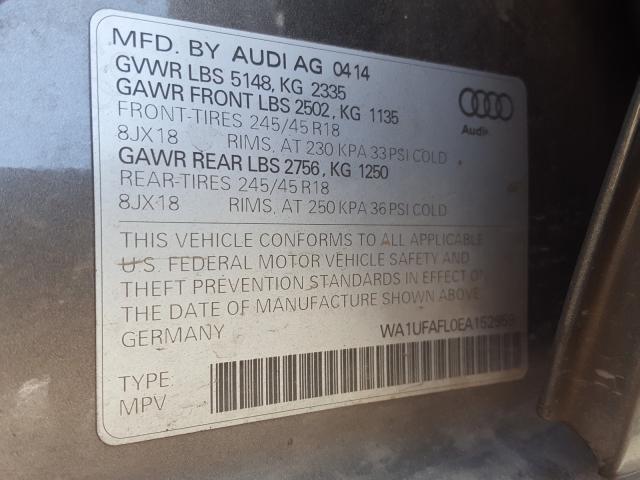 MFD. BY AUDI AG 0414
GVWR LBS 5148, KG 2335
GAWR FRONT LBS 2502, KG 1135
FRONT-TIRES 245/45 R18
8JX18 RIMS, AT 230 KPA 33 PSI COLD
GAWR REAR LBS 2756, KG 1250
REAR-TIRES 245/45 R18
8JX18 RIMS, AT 250 KPA 36 PSI COLD
Audi
THIS VEHICLE CONFORMS TO ALL APPLICABLE
U.S. FEDERAL MOTOR VEHICLE SAFETY AND
THEFT PREVENTION STANDARDS IN EFFECT ON
THE DATE OF MANUFACTURE SHOWN ABOVE.
GERMANY WA1UFAFL0EA152959
TYPE:
MPV